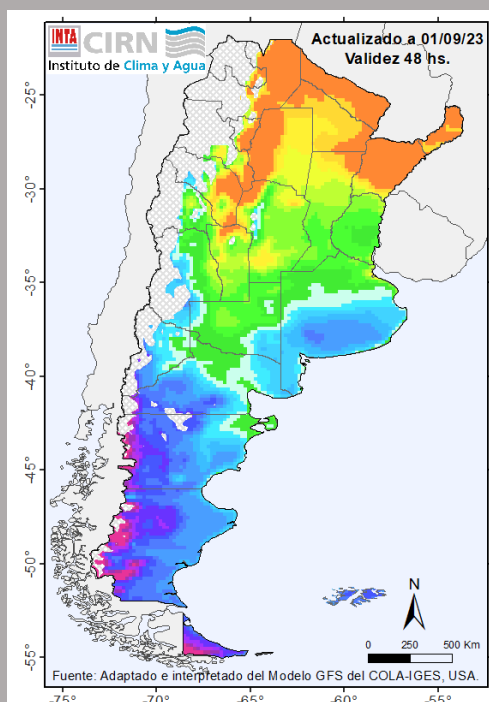 INTA CIRN
Instituto de Clima y Agua
Actualizado a 01/09/23
Validez 48 hs.
-25°
-30°
-35°
-40°
-45°
-50°
-55°
N
0 250 500 Km
Fuente: Adaptado e interpretado del Modelo GFS del COLA-IGES, USA.
-75° -70° -65° -60° -55°